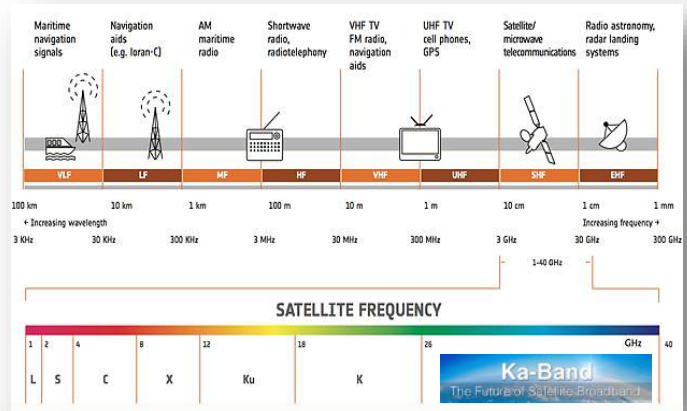 Maritime
navigation
signals
Navigation
aids
(e.g. loran-C)
AM
maritime
radio
Shortwave
radio,
radiotelephony
VHF TV
FM radio,
navigation
aids
UHF TV
cell phones,
GPS
Satellite/
microwave
telecommunications
Radio astronomy,
radar landing
systems
VLF LF MF HF VHF UHF SHF EHF
100 km 10 km 1 km 100 m 10 m 1 m 10 cm 1 cm 1 mm
← Increasing wavelength Increasing frequency →
3 KHz 30 KHz 300 KHz 3 MHz 30 MHz 300 MHz 3 GHz 30 GHz 300 GHz
1-40 GHz
SATELLITE FREQUENCY
1 2 4 8 12 18 26 GHz 40
L S C X Ku K
Ka-Band
The Future of Satellite Broadband